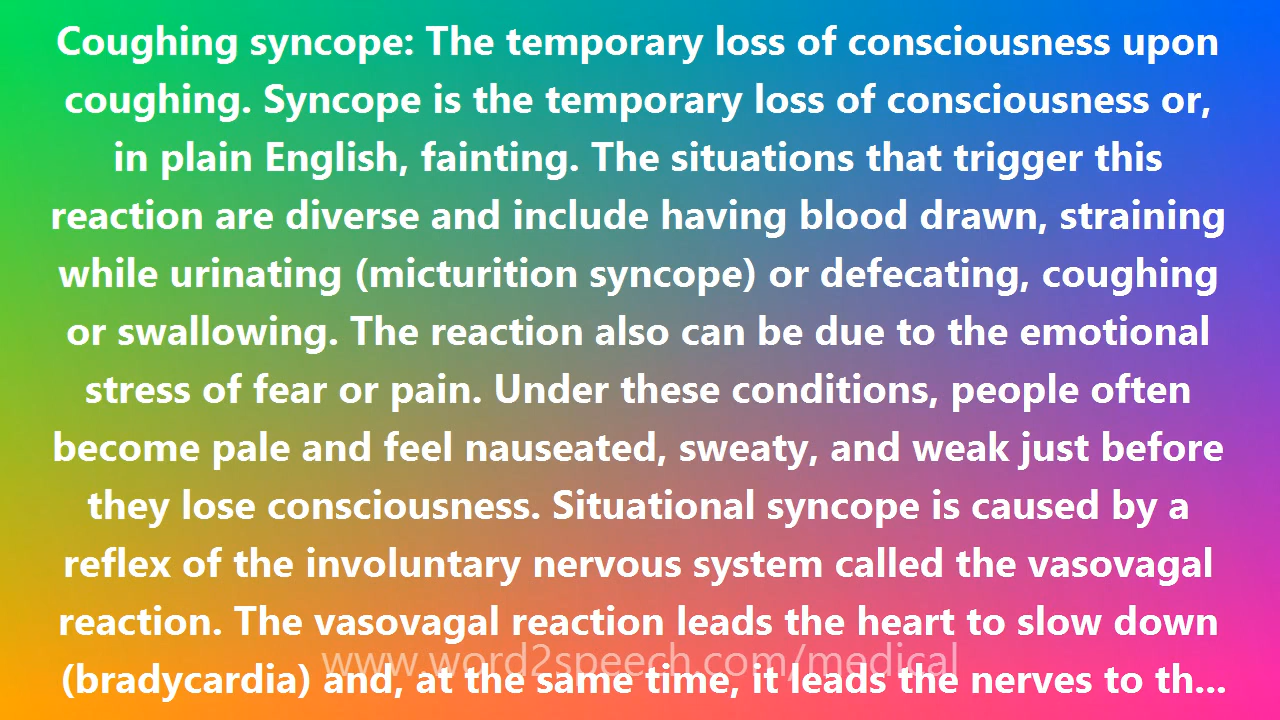 Coughing syncope: The temporary loss of consciousness upon
coughing. Syncope is the temporary loss of consciousness or,
in plain English, fainting. The situations that trigger this
reaction are diverse and include having blood drawn, straining
while urinating (micturition syncope) or defecating, coughing
or swallowing. The reaction also can be due to the emotional
stress of fear or pain. Under these conditions, people often
become pale and feel nauseated, sweaty, and weak just before
they lose consciousness. Situational syncope is caused by a
reflex of the involuntary nervous system called the vasovagal
reaction. The vasovagal reaction leads the heart to slow down
www.word2speech.com/medical
(bradycardia) and, at the same time, it leads the nerves to th...